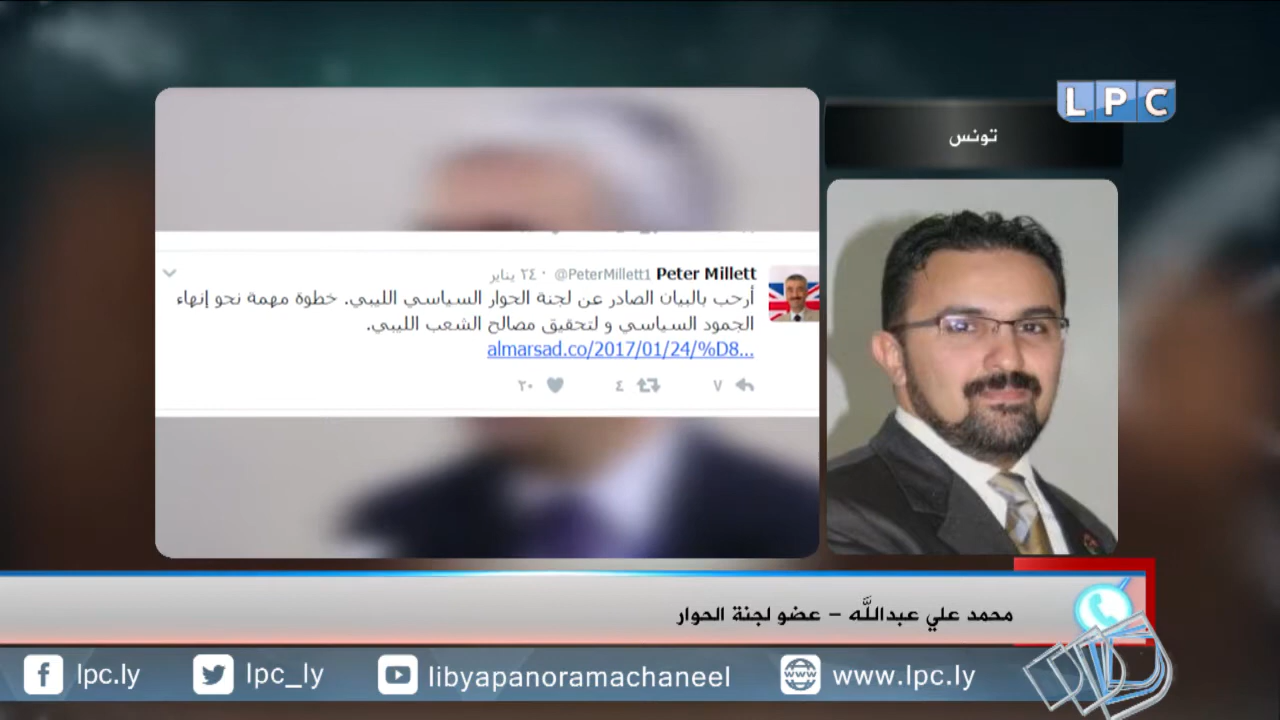 LPC
تونس
Peter Millett @PeterMillett1 · ٢٤ يناير
أرحب بالبيان الصادر عن لجنة الحوار السياسي الليبي. خطوة مهمة نحو إنهاء
الجمود السياسي و لتحقيق مصالح الشعب الليبي.
almarsad.co/2017/01/24/%D8...
٧ ٤ ٢٠
محمد علي عبداللَّه – عضو لجنة الحوار
lpc.ly lpc_ly libyapanoramachaneel www.lpc.ly